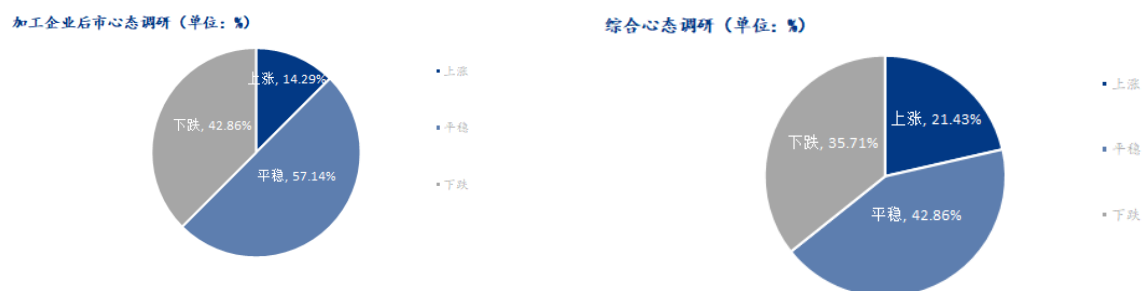 加工企业后市心态调研（单位：%）
上涨, 14.29%
平稳, 57.14%
下跌, 42.86%
上涨
平稳
下跌
综合心态调研（单位：%）
上涨, 21.43%
平稳, 42.86%
下跌, 35.71%
上涨
平稳
下跌